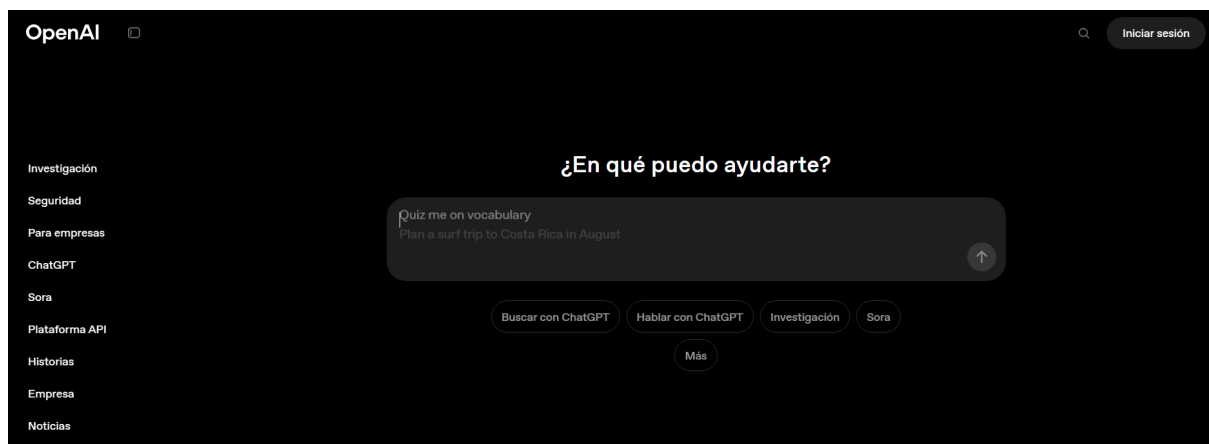 OpenAI
Iniciar sesión
Investigación
Seguridad
Para empresas
ChatGPT
Sora
Plataforma API
Historias
Empresa
Noticias
¿En qué puedo ayudarte?
Quiz me on vocabulary
Plan a surf trip to Costa Rica in August
Buscar con ChatGPT
Hablar con ChatGPT
Investigación
Sora
Más